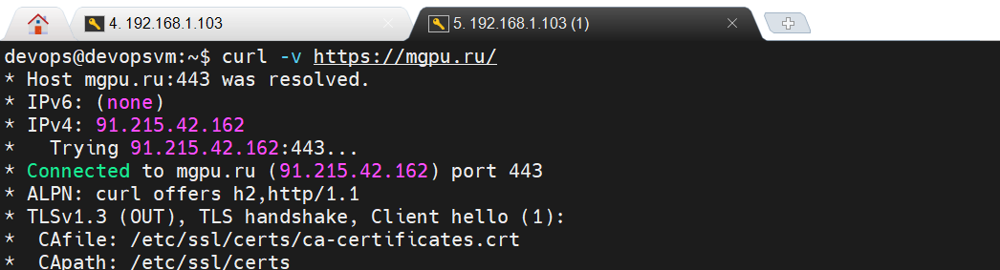 4. 192.168.1.103
5. 192.168.1.103 (1)
devops@devopsvm:~$ curl -v https://mgpu.ru/
* Host mgpu.ru:443 was resolved.
* IPv6: (none)
* IPv4: 91.215.42.162
*   Trying 91.215.42.162:443...
* Connected to mgpu.ru (91.215.42.162) port 443
* ALPN: curl offers h2,http/1.1
* TLSv1.3 (OUT), TLS handshake, Client hello (1):
*  CAfile: /etc/ssl/certs/ca-certificates.crt
*  CApath: /etc/ssl/certs